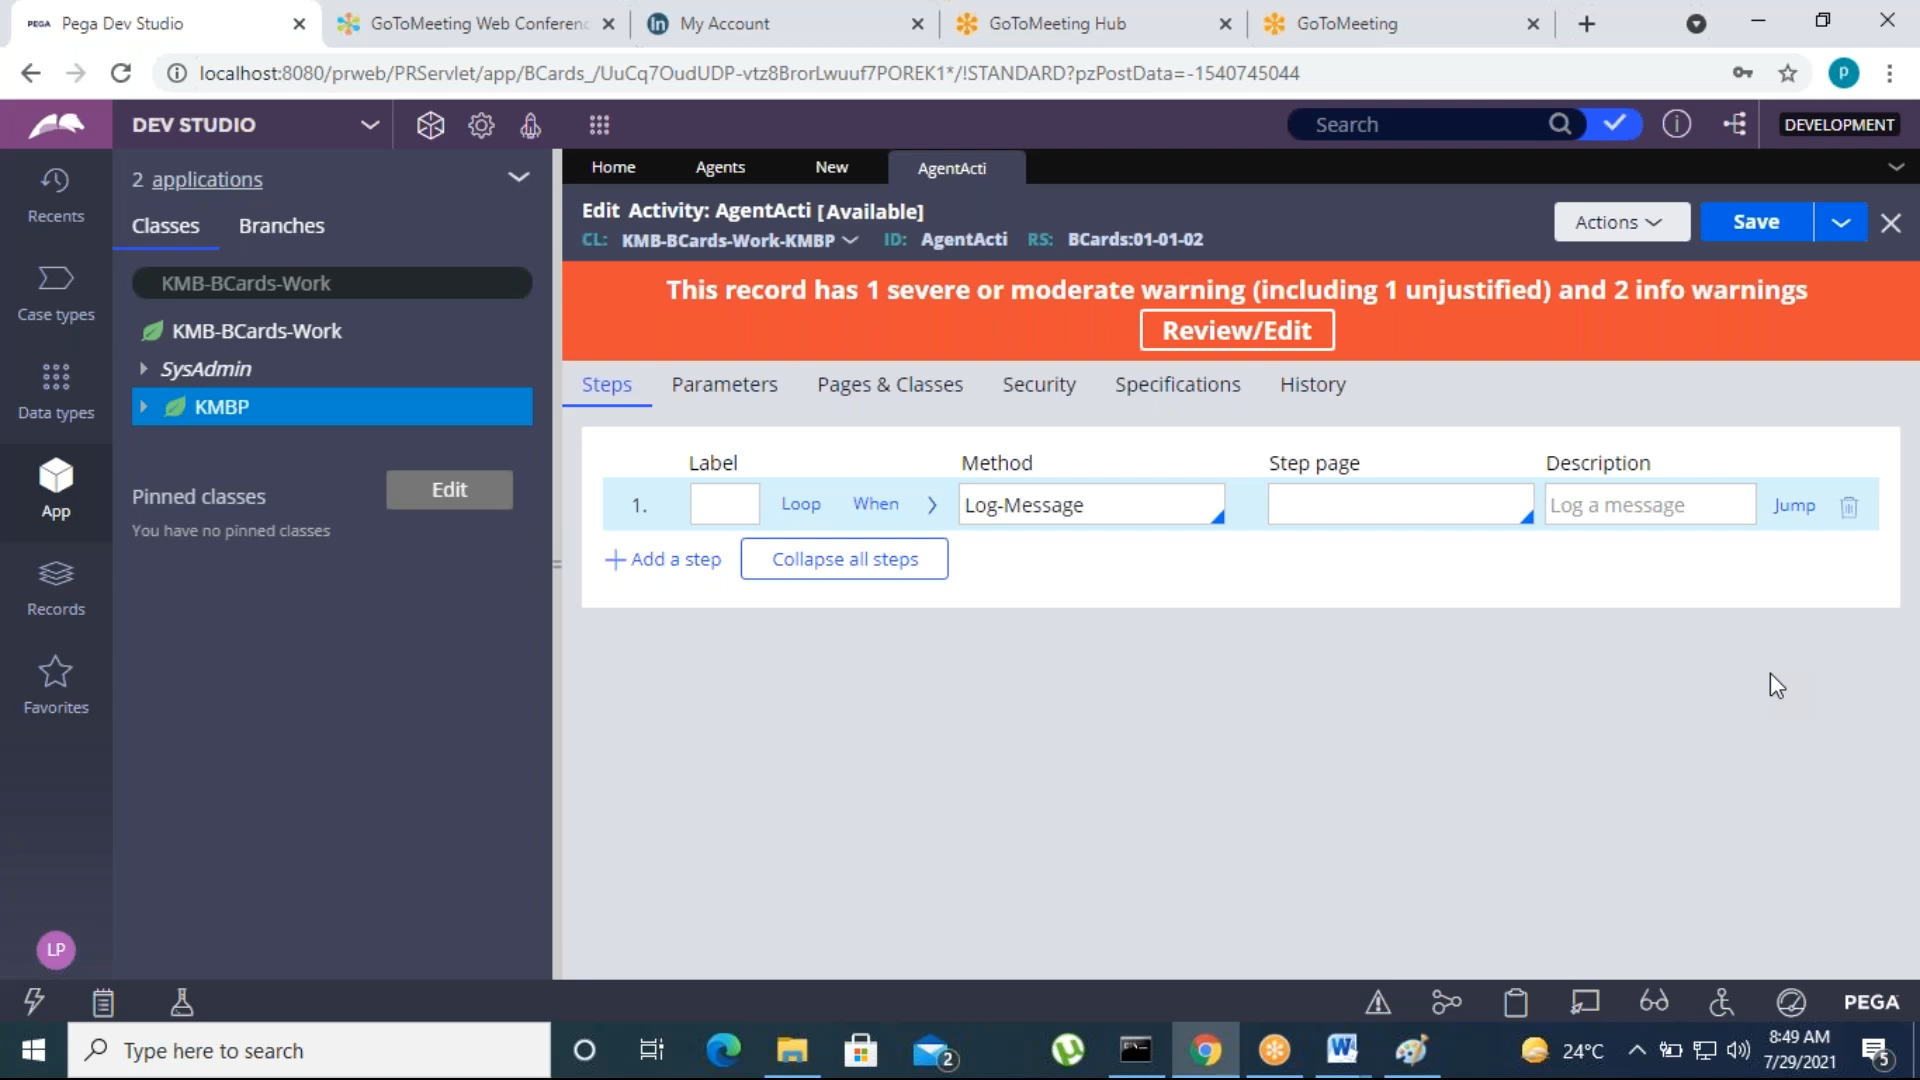 PEGA Pega Dev Studio
GoToMeeting Web Conferenc
in My Account
GoToMeeting Hub
GoToMeeting
localhost:8080/prweb/PRServlet/app/BCards_/UuCq7OudUDP-vtz8BrorLwuuf7POREK1*/!STANDARD?pzPostData=-1540745044
P
DEV STUDIO
Search
DEVELOPMENT
Recents
Case types
Data types
App
Records
Favorites
LP
2 applications
Classes Branches
KMB-BCards-Work
KMB-BCards-Work
SysAdmin
KMBP
Pinned classes
Edit
You have no pinned classes
Home Agents New AgentActi
Edit Activity: AgentActi [Available]
CL: KMB-BCards-Work-KMBP ID: AgentActi RS: BCards:01-01-02
Actions
Save
This record has 1 severe or moderate warning (including 1 unjustified) and 2 info warnings
Review/Edit
Steps Parameters Pages & Classes Security Specifications History
Label Method Step page Description
1. Loop When Log-Message Log a message Jump
Add a step Collapse all steps
PEGA
Type here to search
2
24°C
8:49 AM
7/29/2021
5